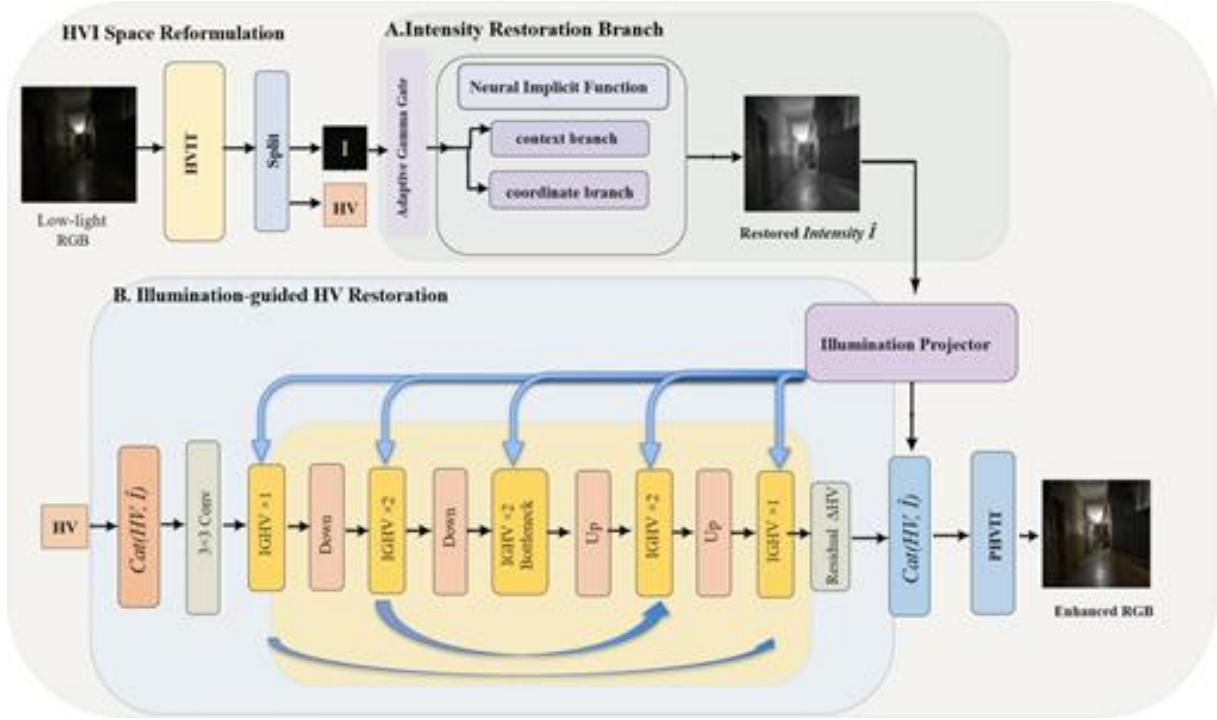 HVI Space Reformulation
A.Intensity Restoration Branch
Low-light
RGB
HVIT
Split
I
HV
Adaptive Gamma Gate
Neural Implicit Function
context branch
coordinate branch
Restored Intensity Î
B. Illumination-guided HV Restoration
Illumination Projector
HV
Cat(HV, Î)
3×3 Conv
IGHV ×1
Down
IGHV ×2
Down
IGHV ×2
Bottleneck
Up
IGHV ×2
Up
IGHV ×1
Residual ΔHV
Cat(HV, Î)
PHVIT
Enhanced RGB